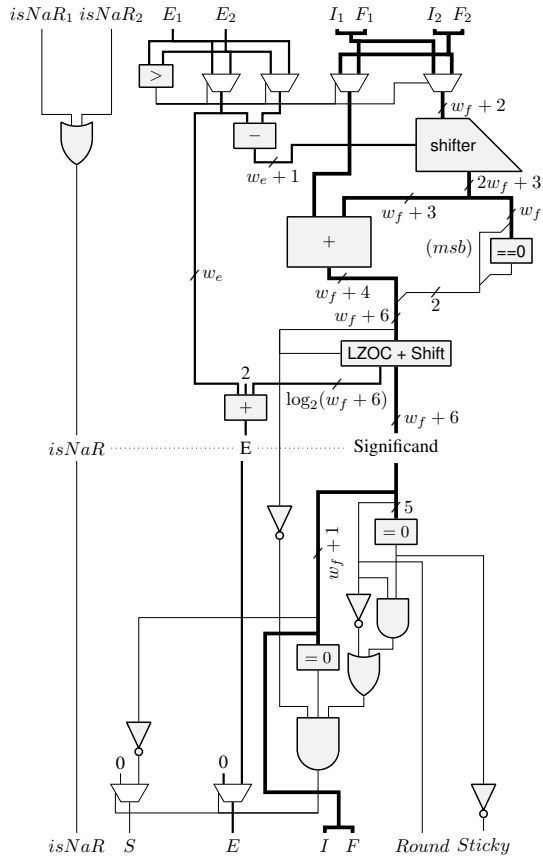 isNaR₁ isNaR₂ E₁ E₂ I₁ F₁ I₂ F₂
>
w_f + 2
−
shifter
w_e + 1
2w_f + 3
w_f + 3
w_f
+
(msb)
==0
w_e
w_f + 4
2
w_f + 6
LZOC + Shift
2
log₂(w_f + 6)
+
w_f + 6
isNaR E Significand
5
= 0
w_f + 1
= 0
0 0
isNaR S E I F Round Sticky